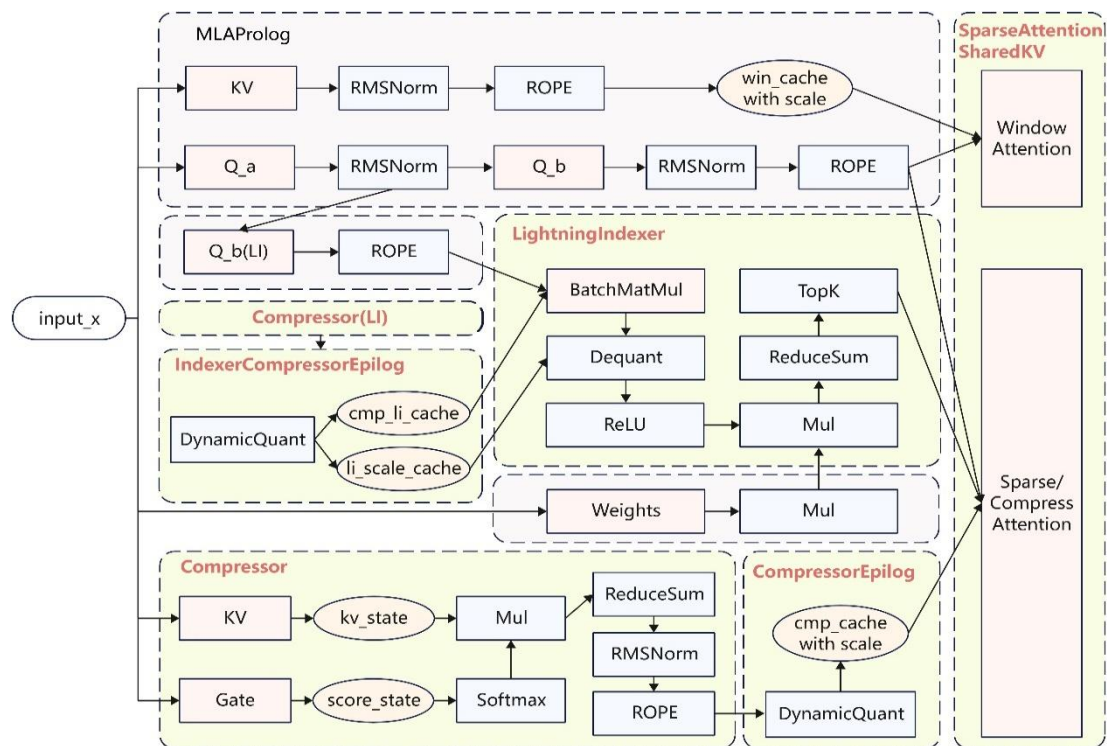 MLAProlog
KV
RMSNorm
ROPE
win_cache
with scale
Q_a
RMSNorm
Q_b
RMSNorm
ROPE
SparseAttention
SharedKV
Window
Attention
Q_b(LI)
ROPE
LightningIndexer
BatchMatMul
TopK
Dequant
ReduceSum
ReLU
Mul
input_x
Compressor(LI)
IndexerCompressorEpilog
DynamicQuant
cmp_li_cache
li_scale_cache
Weights
Mul
Sparse/
Compress
Attention
Compressor
KV
kv_state
Mul
ReduceSum
RMSNorm
ROPE
Gate
score_state
Softmax
CompressorEpilog
cmp_cache
with scale
DynamicQuant